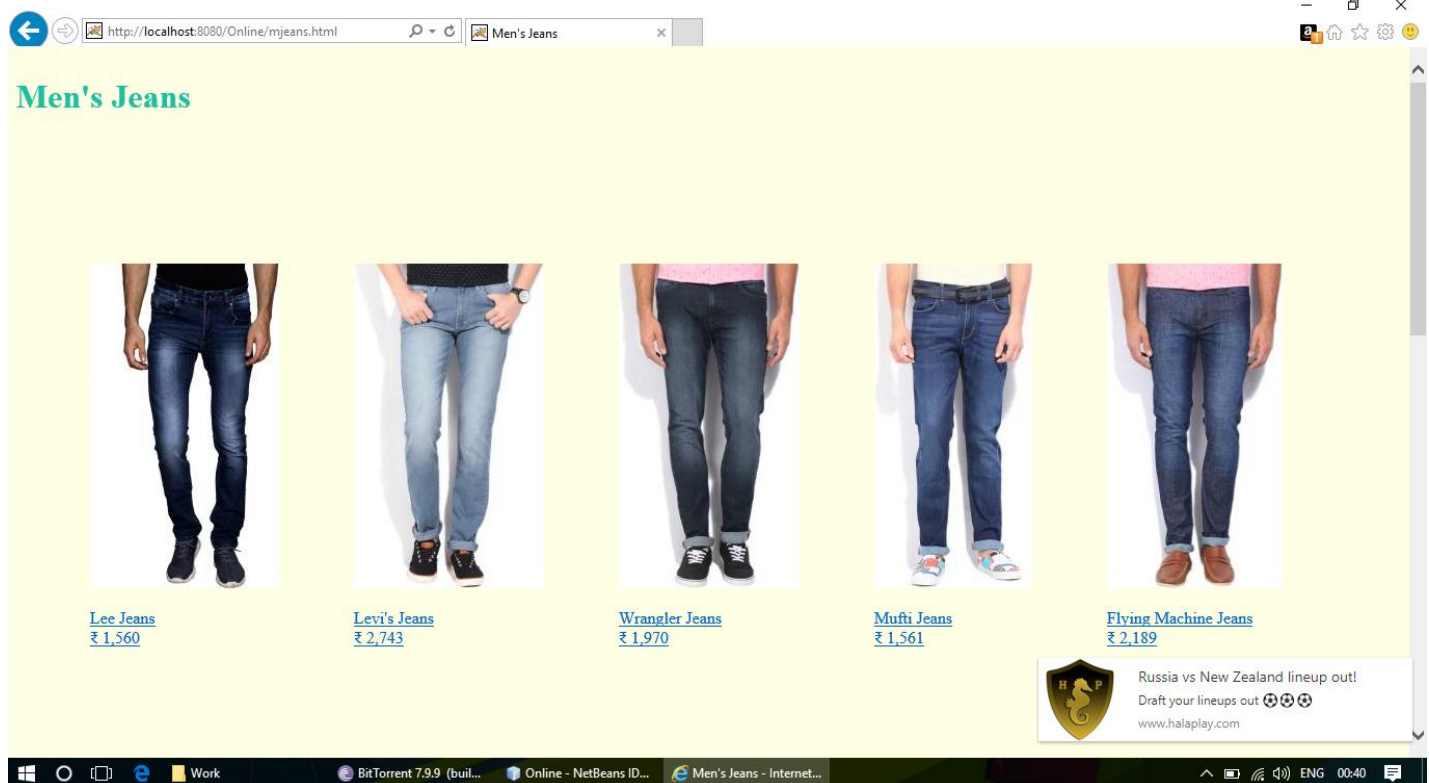 http://localhost:8080/Online/mjeans.html
Men's Jeans
Men's Jeans
Lee Jeans
₹ 1,560
Levi's Jeans
₹ 2,743
Wrangler Jeans
₹ 1,970
Mufti Jeans
₹ 1,561
Flying Machine Jeans
₹ 2,189
H P
Russia vs New Zealand lineup out!
Draft your lineups out ⚽⚽⚽
www.halaplay.com
Work
BitTorrent 7.9.9 (buil...
Online - NetBeans ID...
Men's Jeans - Internet...
ENG
00:40